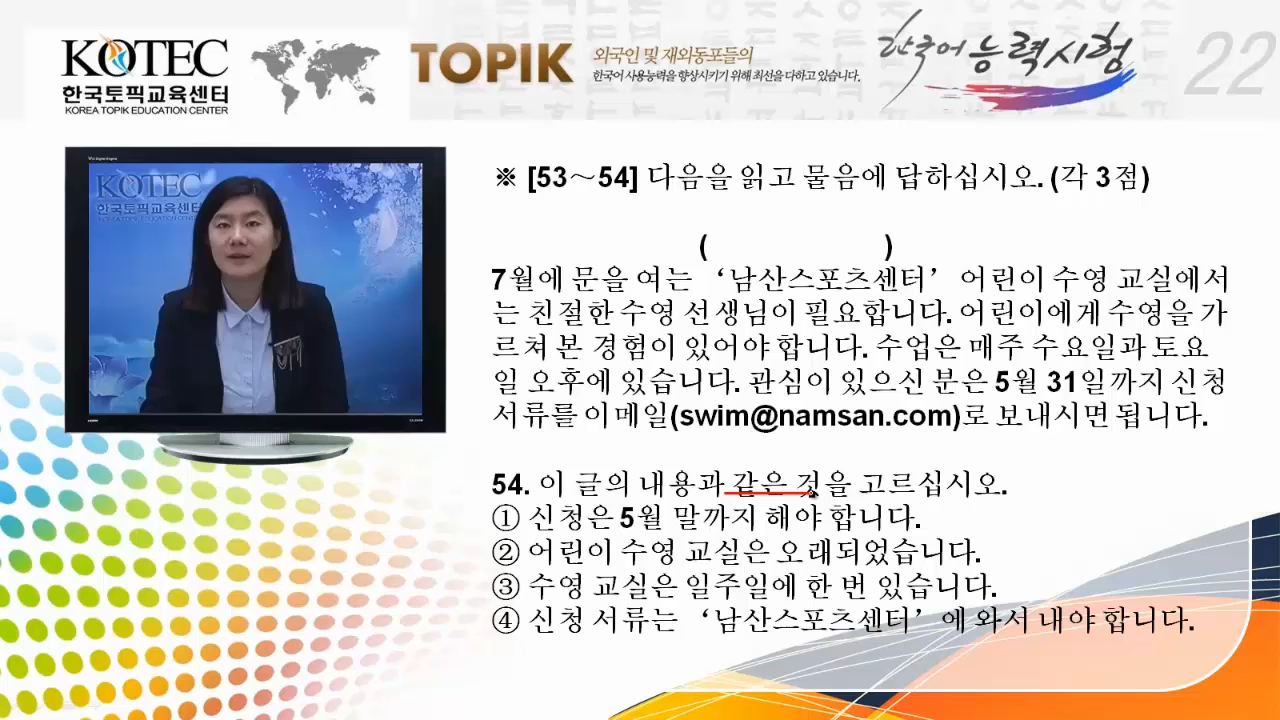 KOTEC
한국토픽교육센터
KOREA TOPIK EDUCATION CENTER
TOPIK
외국인 및 재외동포들의
한국어 사용능력을 향상시키기 위해 최선을 다하고 있습니다.
한국어능력시험
22
KOTEC
한국토픽교육센터
※ [53~54] 다음을 읽고 물음에 답하십시오. (각 3점)
( )
7월에 문을 여는 ‘남산스포츠센터’ 어린이 수영 교실에서
는 친절한 수영 선생님이 필요합니다. 어린이에게 수영을 가
르쳐 본 경험이 있어야 합니다. 수업은 매주 수요일과 토요
일 오후에 있습니다. 관심이 있으신 분은 5월 31일까지 신청
서류를 이메일(swim@namsan.com)로 보내시면 됩니다.
54. 이 글의 내용과 같은 것을 고르십시오.
① 신청은 5월 말까지 해야 합니다.
② 어린이 수영 교실은 오래되었습니다.
③ 수영 교실은 일주일에 한 번 있습니다.
④ 신청 서류는 ‘남산스포츠센터’에 와서 내야 합니다.